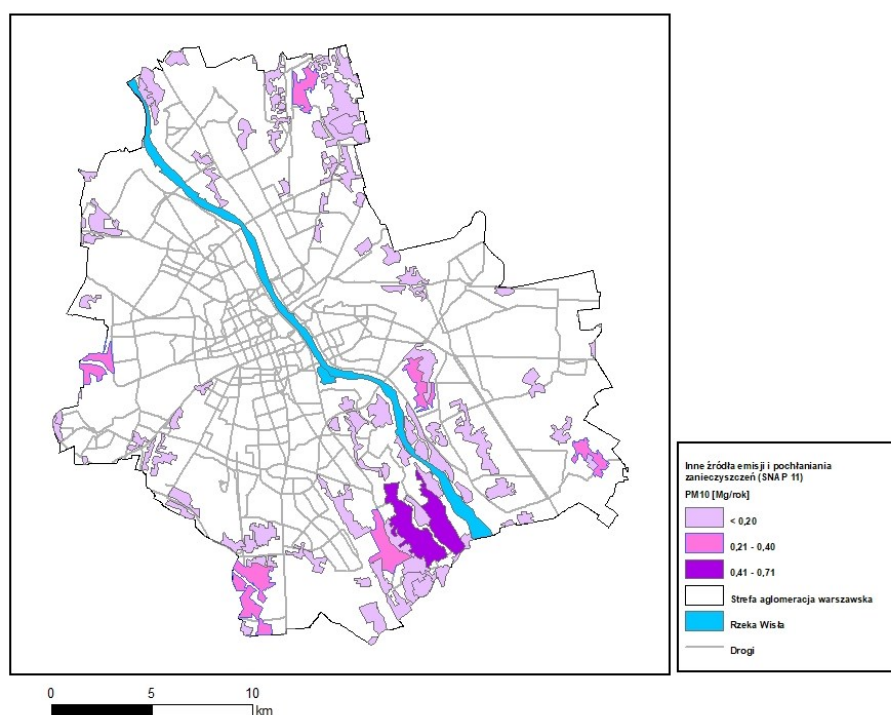 Inne źródła emisji i pochłaniania
zanieczyszczeń (SNAP 11)
PM10 [Mg/rok]
< 0,20
0,21 - 0,40
0,41 - 0,71
Strefa aglomeracja warszawska
Rzeka Wisła
Drogi
0 5 10
km